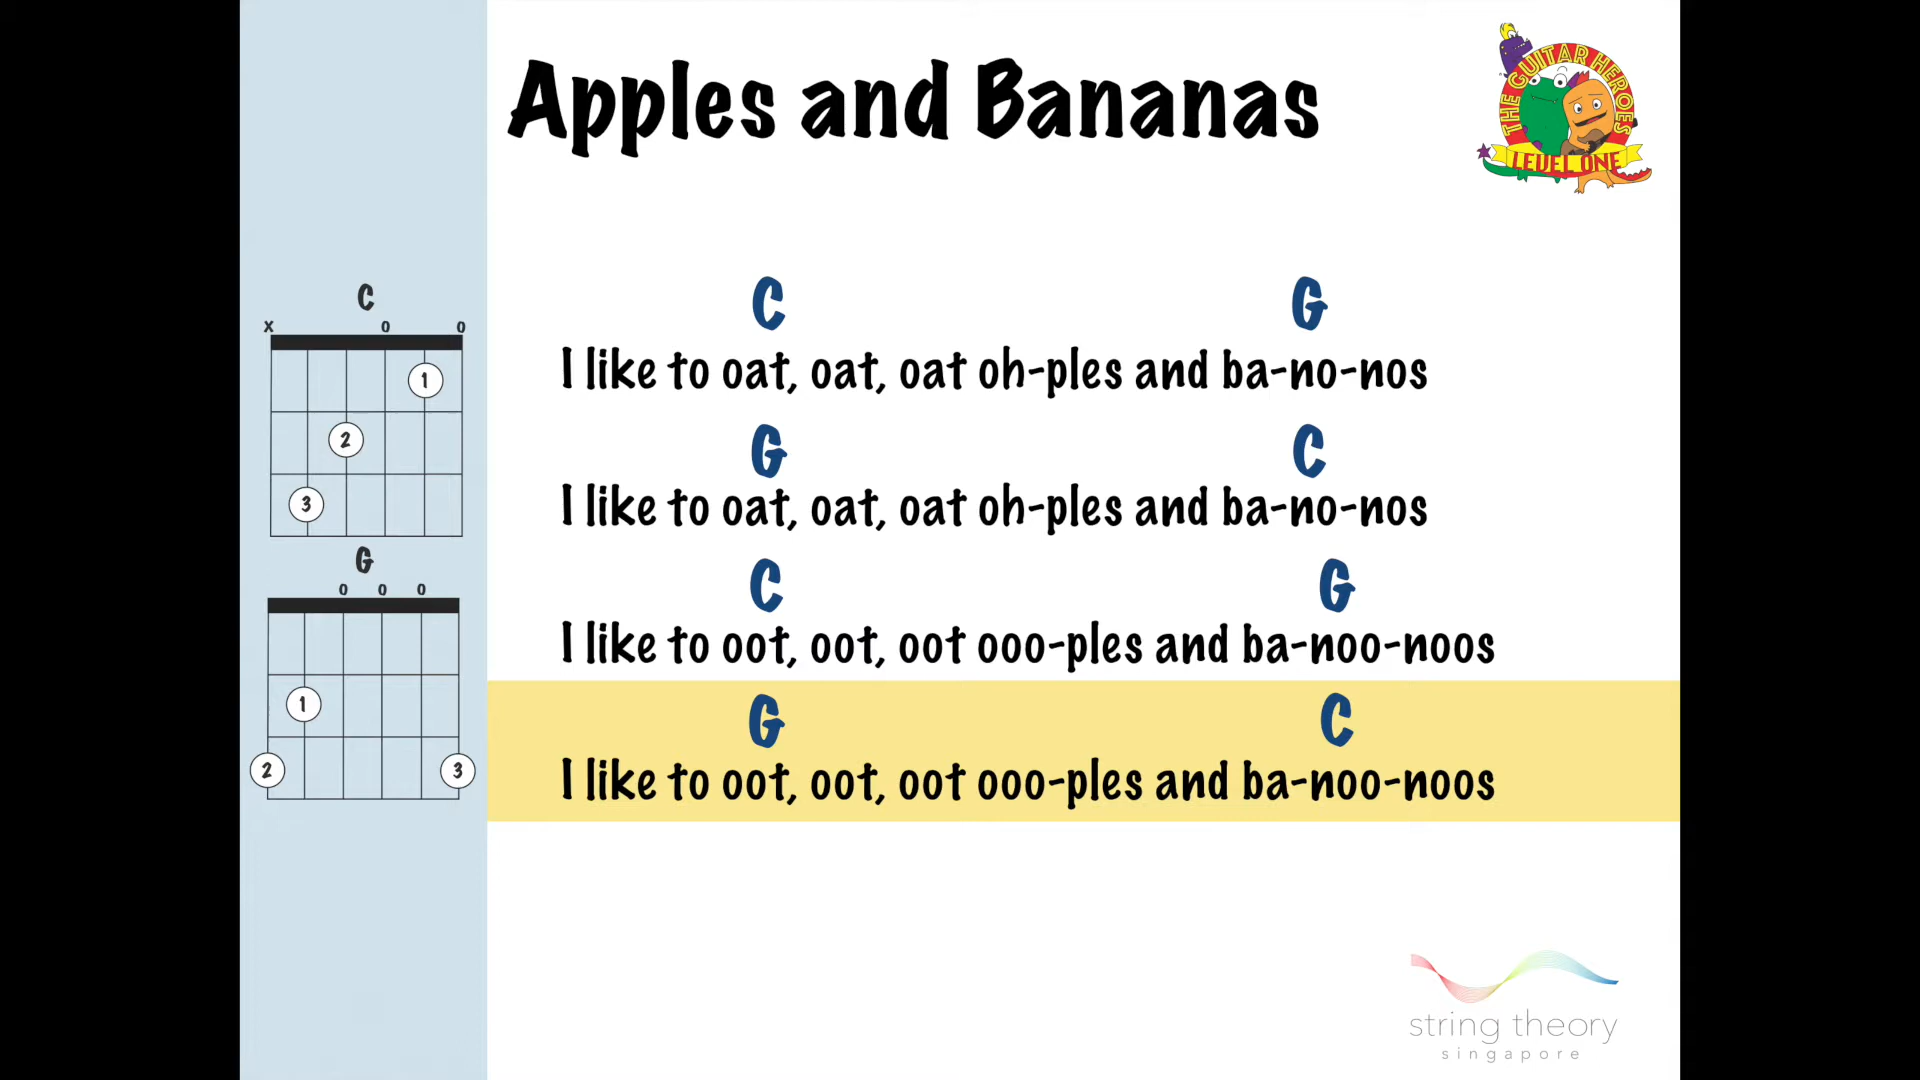 Apples and Bananas
THE GUITAR HEROES
LEVEL ONE
C
x 0 0
1
2
3
G
0 0 0
1
2 3
C G
I like to oat, oat, oat oh-ples and ba-no-nos
G C
I like to oat, oat, oat oh-ples and ba-no-nos
C G
I like to oot, oot, oot ooo-ples and ba-noo-noos
G C
I like to oot, oot, oot ooo-ples and ba-noo-noos
string theory
singapore